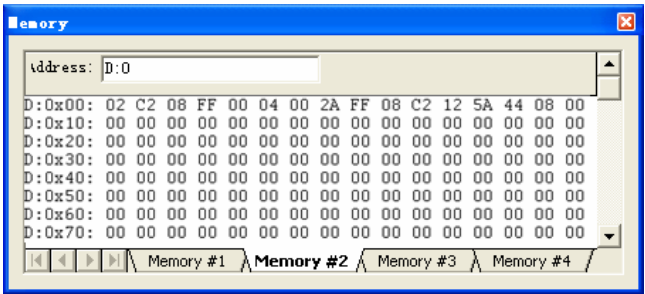 Memory
Address: D:0
D:0x00: 02 C2 08 FF 00 04 00 2A FF 08 C2 12 5A 44 08 00
D:0x10: 00 00 00 00 00 00 00 00 00 00 00 00 00 00 00 00
D:0x20: 00 00 00 00 00 00 00 00 00 00 00 00 00 00 00 00
D:0x30: 00 00 00 00 00 00 00 00 00 00 00 00 00 00 00 00
D:0x40: 00 00 00 00 00 00 00 00 00 00 00 00 00 00 00 00
D:0x50: 00 00 00 00 00 00 00 00 00 00 00 00 00 00 00 00
D:0x60: 00 00 00 00 00 00 00 00 00 00 00 00 00 00 00 00
D:0x70: 00 00 00 00 00 00 00 00 00 00 00 00 00 00 00 00
Memory #1 Memory #2 Memory #3 Memory #4